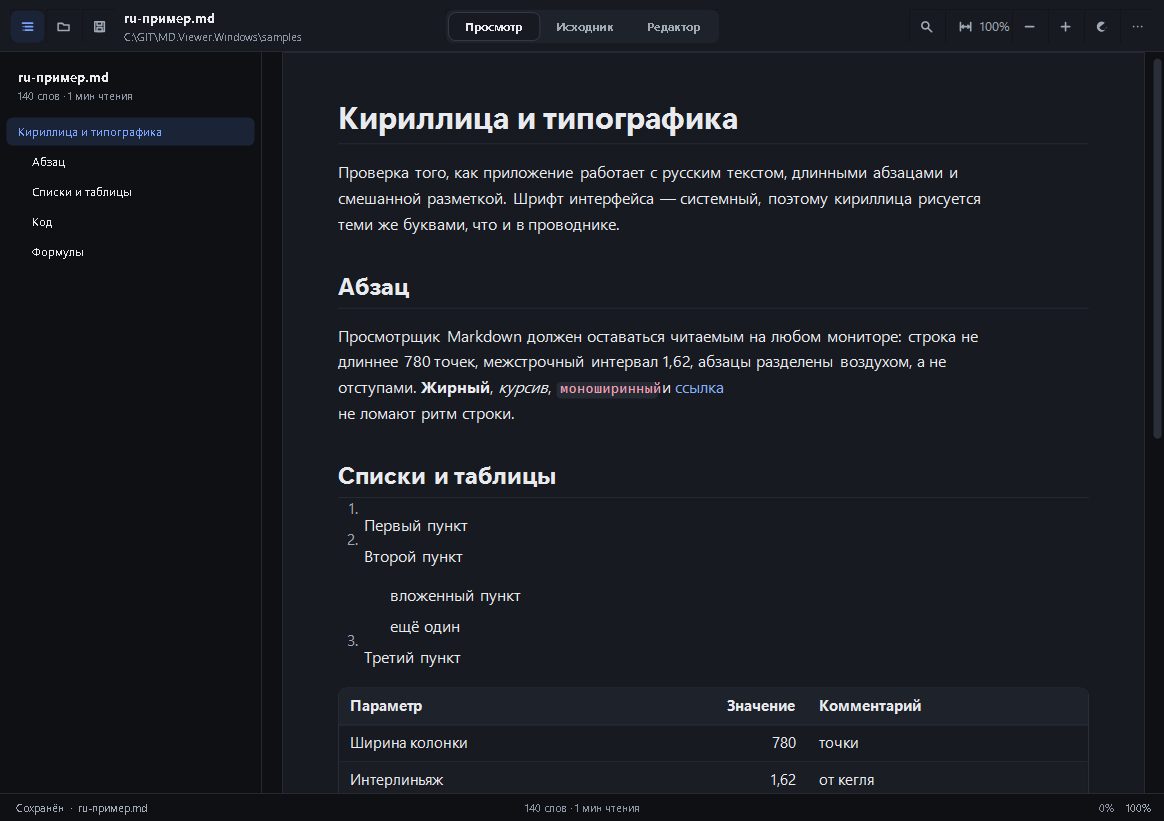 ru-пример.md
C:\GIT\MD.Viewer.Windows\samples
Просмотр
Исходник
Редактор
100%
ru-пример.md
140 слов · 1 мин чтения
Кириллица и типографика
Абзац
Списки и таблицы
Код
Формулы
Кириллица и типографика
Проверка того, как приложение работает с русским текстом, длинными абзацами и
смешанной разметкой. Шрифт интерфейса — системный, поэтому кириллица рисуется
теми же буквами, что и в проводнике.
Абзац
Просмотрщик Markdown должен оставаться читаемым на любом мониторе: строка не
длиннее 780 точек, межстрочный интервал 1,62, абзацы разделены воздухом, а не
отступами. Жирный, курсив, моноширинный и ссылка
не ломают ритм строки.
Списки и таблицы
1.
Первый пункт
2.
Второй пункт
вложенный пункт
ещё один
3.
Третий пункт
Параметр Значение Комментарий
Ширина колонки 780 точки
Интерлиньяж 1,62 от кегля
Сохранён · ru-пример.md
140 слов · 1 мин чтения
0% 100%